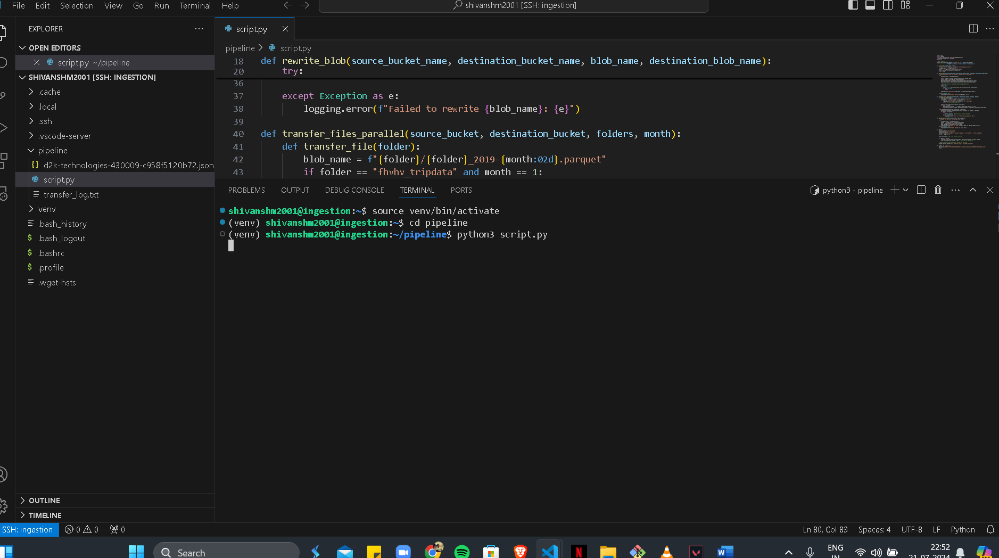 File Edit Selection View Go Run Terminal Help
shivanshm2001 [SSH: ingestion]
EXPLORER
OPEN EDITORS
script.py ~/pipeline
SHIVANSHM2001 [SSH: INGESTION]
.cache
.local
.ssh
.vscode-server
pipeline
d2k-technologies-430009-c958f5120b72.json
script.py
transfer_log.txt
venv
.bash_history
.bash_logout
.bashrc
.profile
.wget-hsts
OUTLINE
TIMELINE
script.py
pipeline > script.py
18 def rewrite_blob(source_bucket_name, destination_bucket_name, blob_name, destination_blob_name):
20 try:
36
37 except Exception as e:
38 logging.error(f"Failed to rewrite {blob_name}: {e}")
39
40 def transfer_files_parallel(source_bucket, destination_bucket, folders, month):
41 def transfer_file(folder):
42 blob_name = f"{folder}/{folder}_2019-{month:02d}.parquet"
43 if folder == "fhvhv_tripdata" and month == 1:
PROBLEMS OUTPUT DEBUG CONSOLE TERMINAL PORTS
python3 - pipeline
shivanshm2001@ingestion:~$ source venv/bin/activate
(venv) shivanshm2001@ingestion:~$ cd pipeline
(venv) shivanshm2001@ingestion:~/pipeline$ python3 script.py
SSH: ingestion 0 0 0
Ln 80, Col 83 Spaces: 4 UTF-8 LF Python
Search
ENG
IN
22:52
21-07-2024